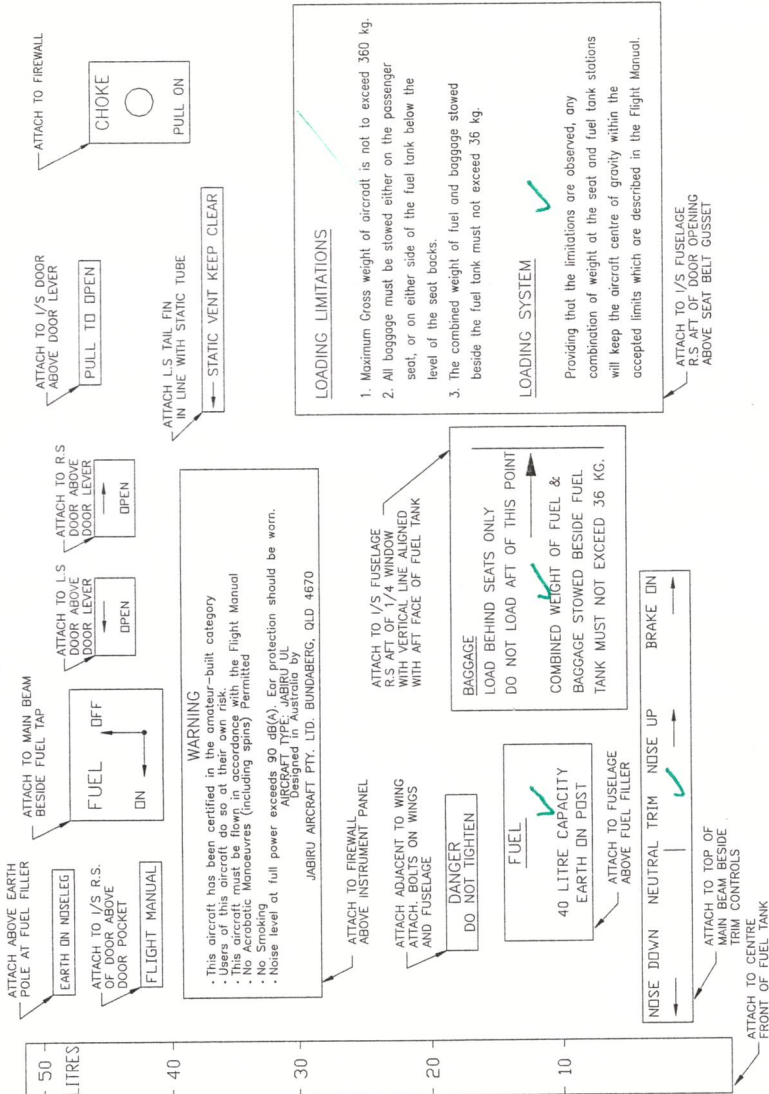 50
LITRES
40
30
20
10
ATTACH TO CENTRE
FRONT OF FUEL TANK
ATTACH ABOVE EARTH
POLE AT FUEL FILLER
EARTH ON NOSELEG
ATTACH TO I/S R.S.
OF DOOR ABOVE
DOOR POCKET
FLIGHT MANUAL
ATTACH TO MAIN BEAM
BESIDE FUEL TAP
FUEL OFF
ON
ATTACH TO L.S
DOOR ABOVE
DOOR LEVER
OPEN
ATTACH TO R.S
DOOR ABOVE
DOOR LEVER
OPEN
ATTACH TO I/S DOOR
ABOVE DOOR LEVER
PULL TO OPEN
ATTACH TO FIREWALL
CHOKE
PULL ON
ATTACH L.S TAIL FIN
IN LINE WITH STATIC TUBE
STATIC VENT KEEP CLEAR
WARNING
· This aircraft has been certified in the amateur-built category
· Users of this aircraft do so at their own risk.
· This aircraft must be flown in accordance with the Flight Manual
· No Acrobatic Manoeuvres (including spins) Permitted
· No Smoking
· Noise level at full power exceeds 90 dB(A). Ear protection should be worn.
AIRCRAFT TYPE: JABIRU UL
Designed in Australia by
JABIRU AIRCRAFT PTY. LTD. BUNDABERG, QLD 4670
ATTACH TO FIREWALL
ABOVE INSTRUMENT PANEL
ATTACH ADJACENT TO WING
ATTACH. BOLTS ON WINGS
AND FUSELAGE
DANGER
DO NOT TIGHTEN
FUEL
40 LITRE CAPACITY
EARTH ON POST
ATTACH TO FUSELAGE
ABOVE FUEL FILLER
ATTACH TO I/S FUSELAGE
R.S AFT OF 1/4 WINDOW
WITH VERTICAL LINE ALIGNED
WITH AFT FACE OF FUEL TANK
BAGGAGE
LOAD BEHIND SEATS ONLY
DO NOT LOAD AFT OF THIS POINT
COMBINED WEIGHT OF FUEL &
BAGGAGE STOWED BESIDE FUEL
TANK MUST NOT EXCEED 36 KG.
NOSE DOWN NEUTRAL TRIM NOSE UP BRAKE ON
ATTACH TO TOP OF
MAIN BEAM BESIDE
TRIM CONTROLS
LOADING LIMITATIONS
1. Maximum Gross weight of aircradt is not to exceed 360 kg.
2. All baggage must be stowed either on the passenger
seat, or on either side of the fuel tank below the
level of the seat backs.
3. The combined weight of fuel and baggage stowed
beside the fuel tank must not exceed 36 kg.
LOADING SYSTEM
Providing that the limitations are observed, any
combination of weight at the seat and fuel tank stations
will keep the aircraft centre of gravity within the
accepted limits which are described in the Flight Manual.
ATTACH TO I/S FUSELAGE
R.S AFT OF DOOR OPENING
ABOVE SEAT BELT GUSSET